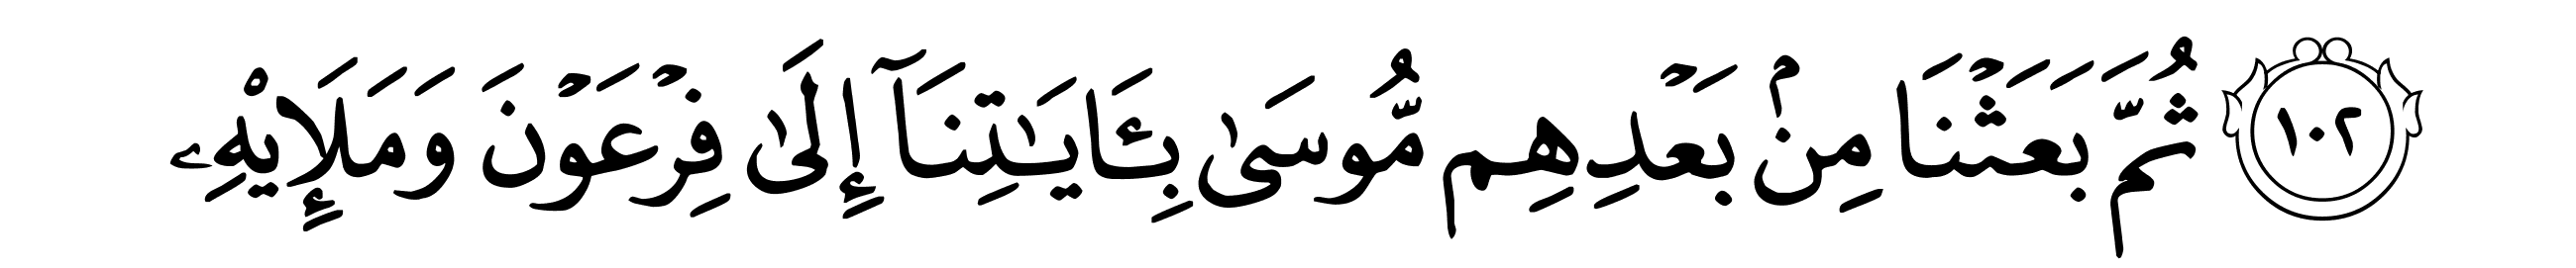 ١٠٢ ثُمَّ بَعَثۡنَا مِنۢ بَعۡدِهِم مُّوسَىٰ بِـَٔايَٰتِنَآ إِلَىٰ فِرۡعَوۡنَ وَمَلَإِيْهِۦ